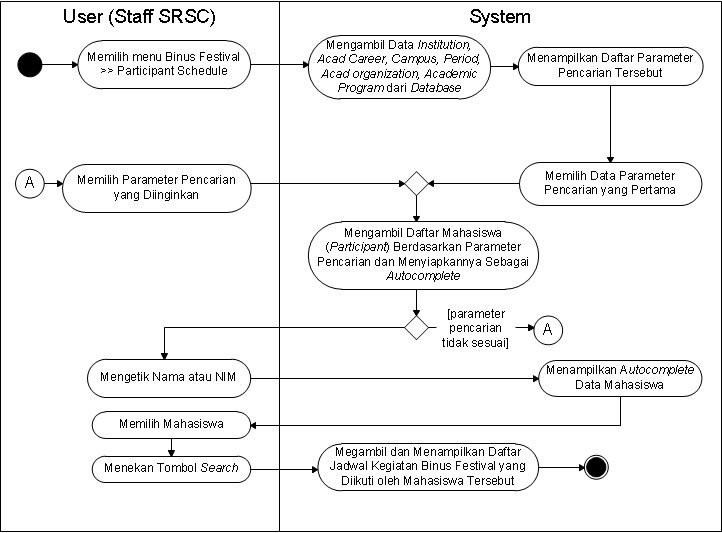 User (Staff SRSC)
System
Memilih menu Binus Festival
>> Participant Schedule
Mengambil Data Institution,
Acad Career, Campus, Period,
Acad organization, Academic
Program dari Database
Menampilkan Daftar Parameter
Pencarian Tersebut
A
Memilih Parameter Pencarian
yang Diinginkan
Memilih Data Parameter
Pencarian yang Pertama
Mengambil Daftar Mahasiswa
(Participant) Berdasarkan Parameter
Pencarian dan Menyiapkannya Sebagai
Autocomplete
[parameter
pencarian
tidak sesuai]
A
Mengetik Nama atau NIM
Menampilkan Autocomplete
Data Mahasiswa
Memilih Mahasiswa
Menekan Tombol Search
Megambil dan Menampilkan Daftar
Jadwal Kegiatan Binus Festival yang
Diikuti oleh Mahasiswa Tersebut